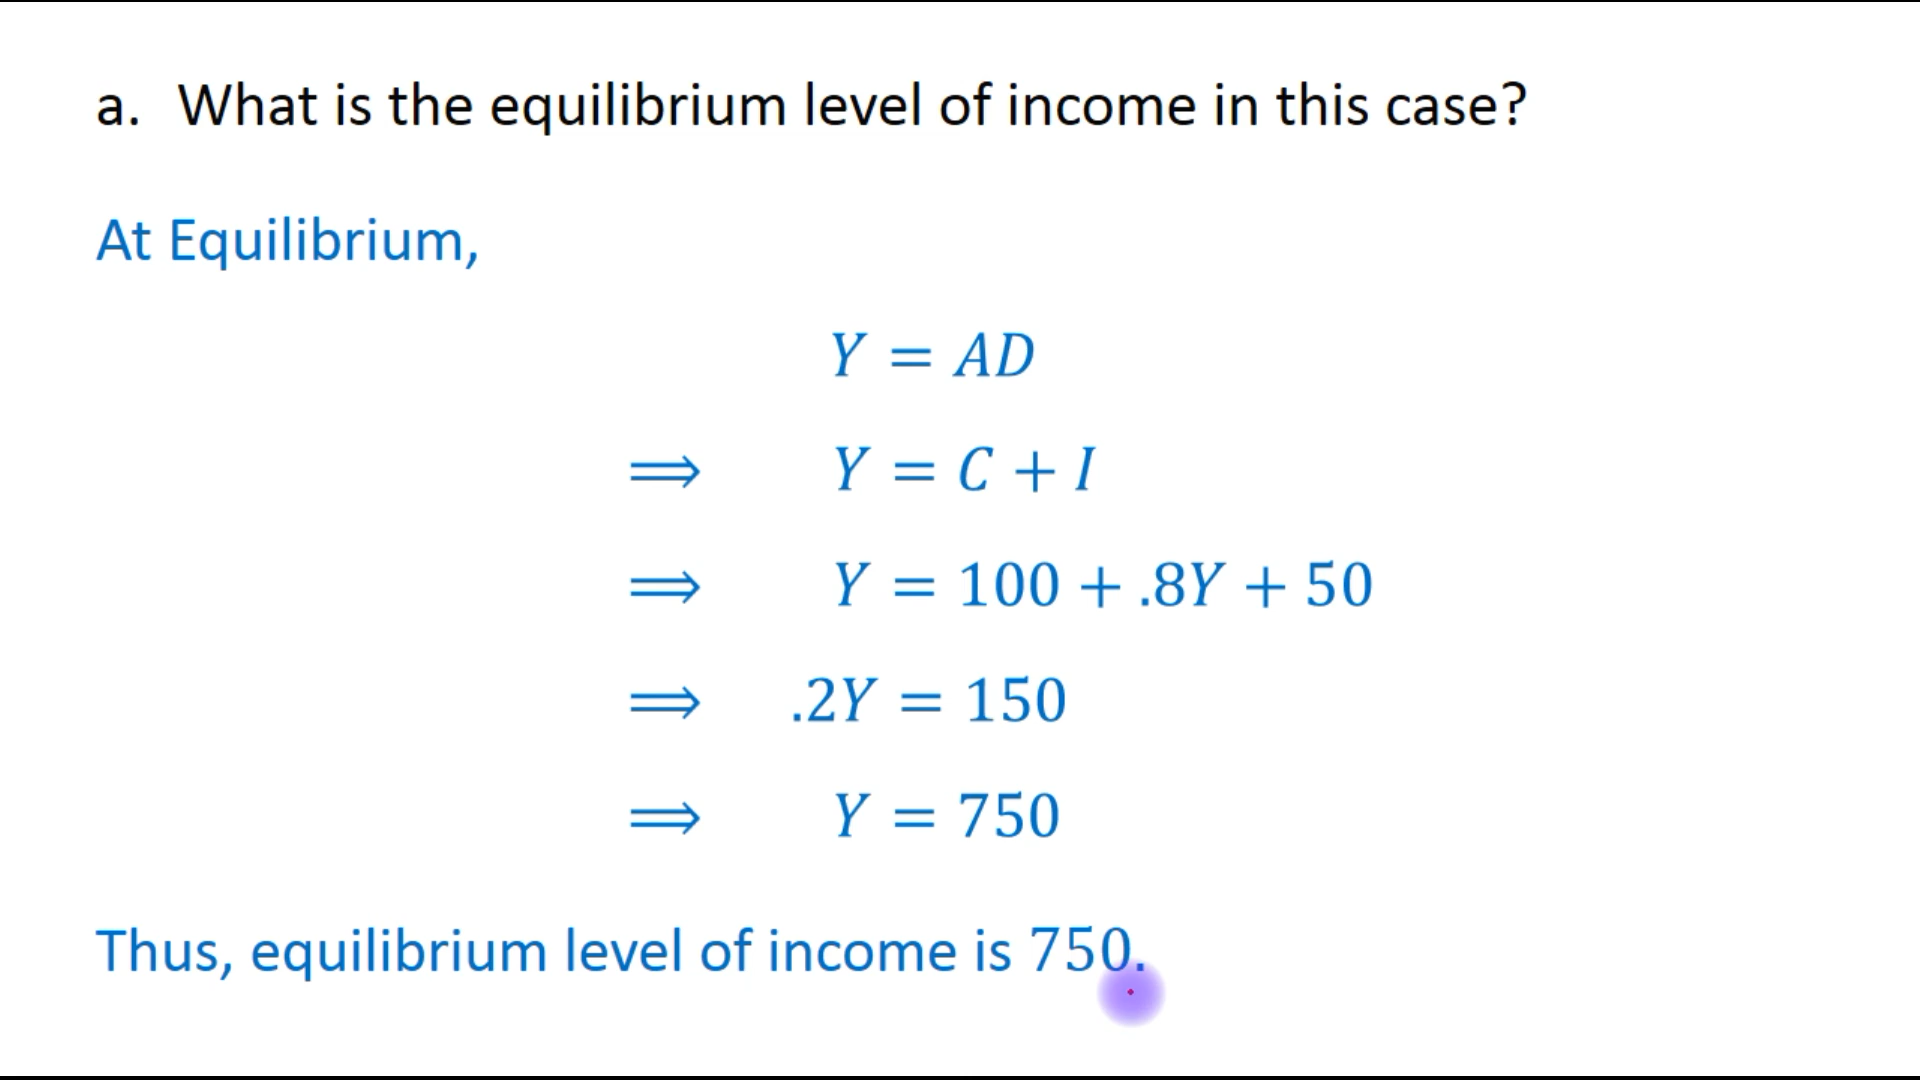 a. What is the equilibrium level of income in this case?
At Equilibrium,
Y = AD
⟹ Y = C + I
⟹ Y = 100 + .8Y + 50
⟹ .2Y = 150
⟹ Y = 750
Thus, equilibrium level of income is 750.